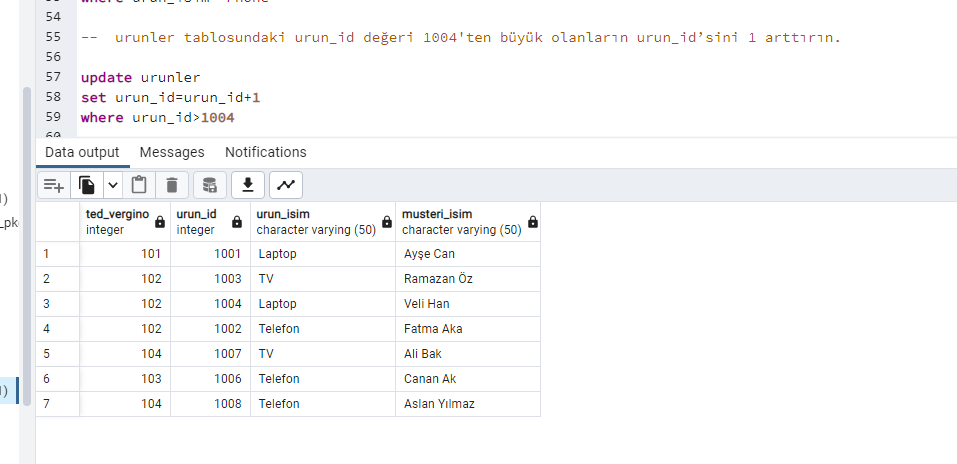 54
55 --  urunler tablosundaki urun_id değeri 1004'ten büyük olanların urun_id’sini 1 arttırın.
56
57 update urunler
58 set urun_id=urun_id+1
59 where urun_id>1004
Data output Messages Notifications
ted_vergino urun_id urun_isim musteri_isim
integer integer character varying (50) character varying (50)
1 101 1001 Laptop Ayşe Can
2 102 1003 TV Ramazan Öz
3 102 1004 Laptop Veli Han
4 102 1002 Telefon Fatma Aka
5 104 1007 TV Ali Bak
6 103 1006 Telefon Canan Ak
7 104 1008 Telefon Aslan Yılmaz